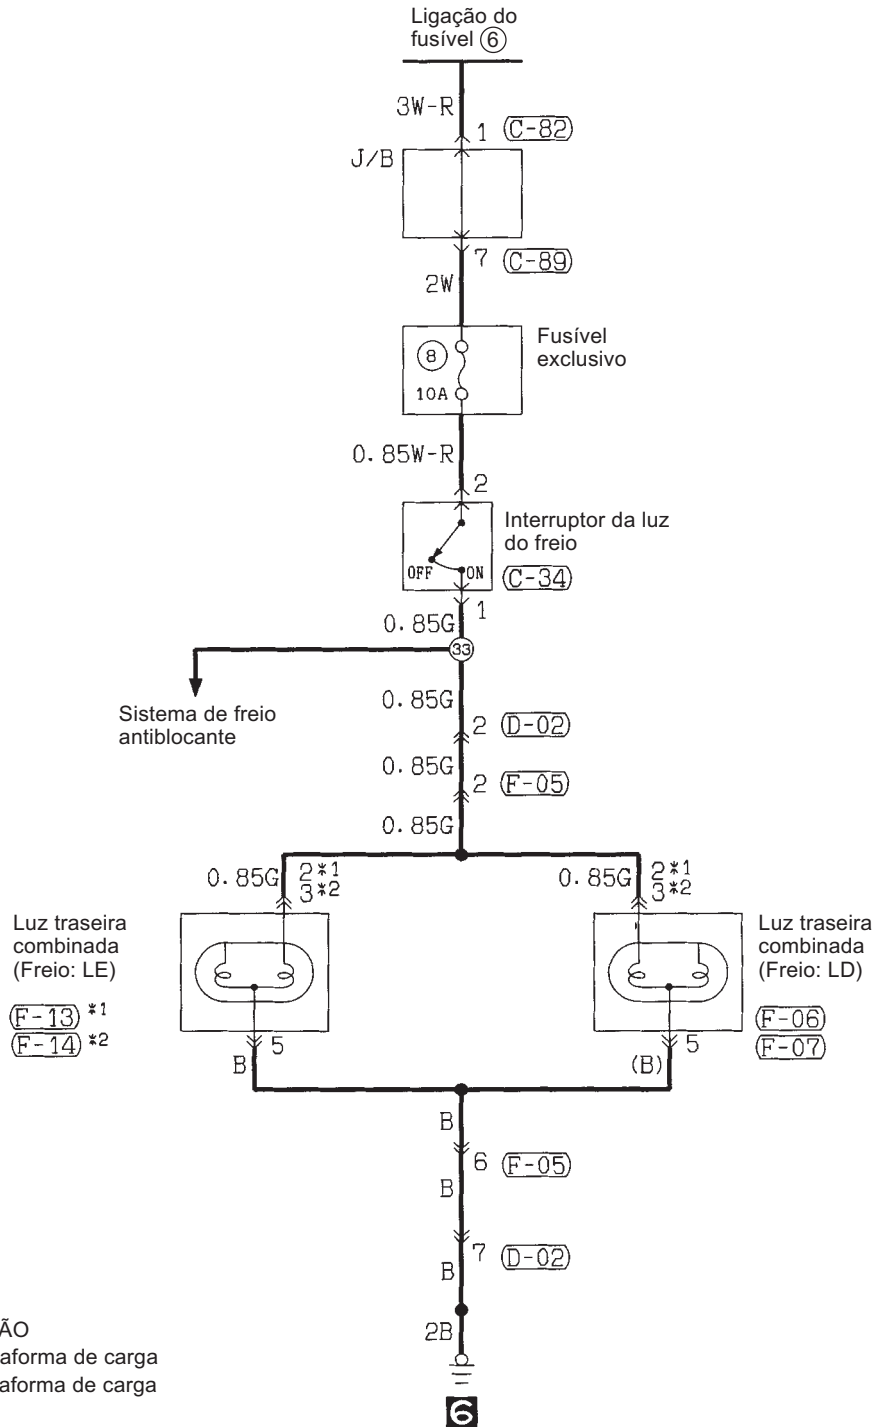 Ligação do
fusível ⑥
3W-R
1 (C-82)
J/B
7 (C-89)
2W
Fusível
exclusivo
⑧
10A
0.85W-R
2
Interruptor da luz
do freio
OFF ON
(C-34)
1
0.85G
33
Sistema de freio
antiblocante
0.85G
2 (D-02)
0.85G
2 (F-05)
0.85G
0.85G 2*1
3*2
0.85G 2*1
3*2
Luz traseira
combinada
(Freio: LE)
(F-13) *1
(F-14) *2
Luz traseira
combinada
(Freio: LD)
(F-06)
(F-07)
5
B
5
(B)
B
6 (F-05)
B
7 (D-02)
B
2B
6
ÃO
aforma de carga
aforma de carga